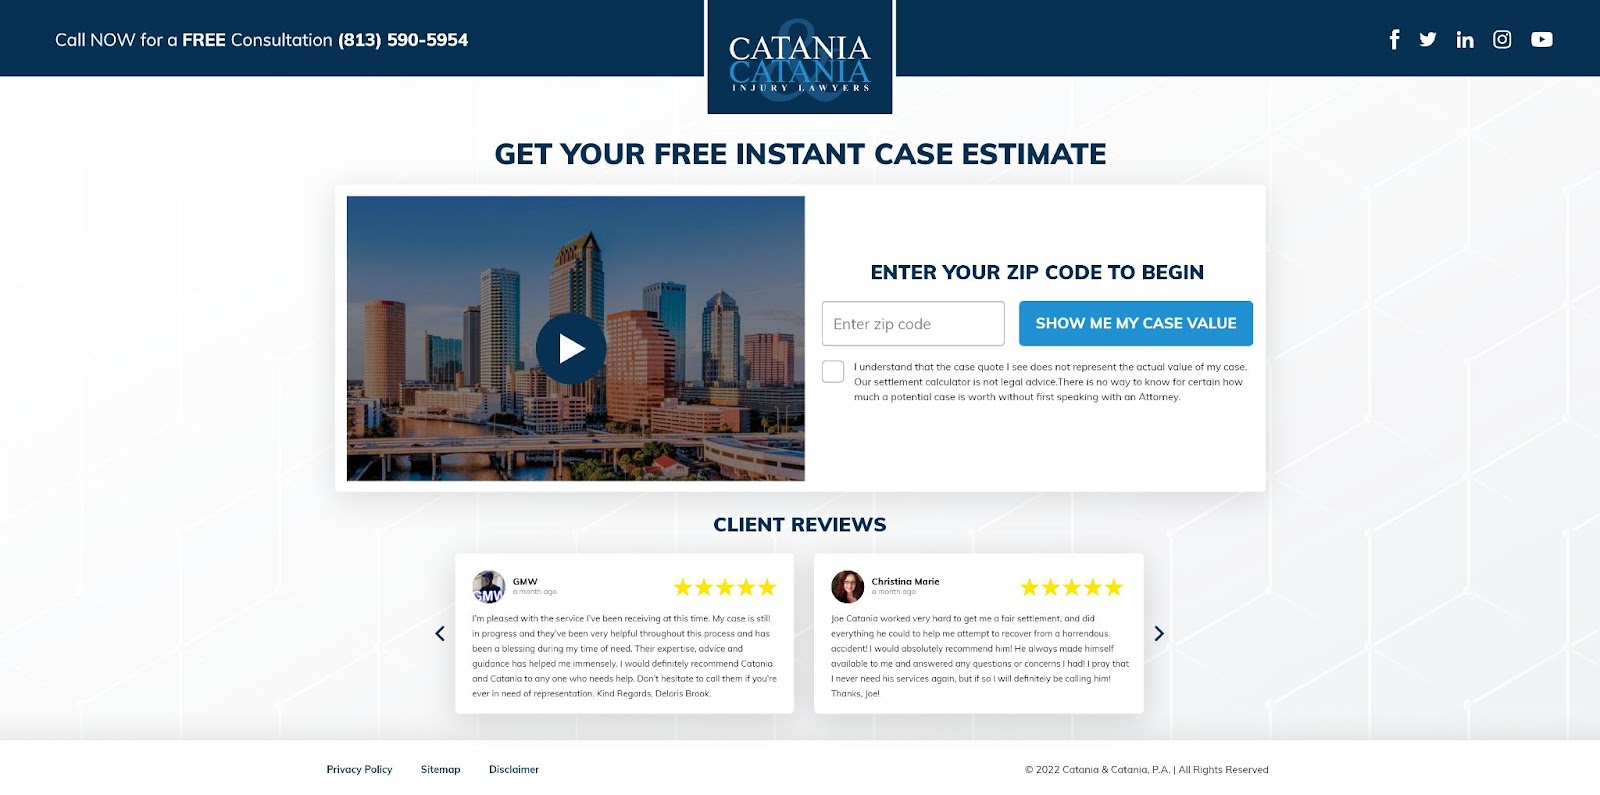 Call NOW for a FREE Consultation (813) 590-5954
&
CATANIA
CATANIA
INJURY LAWYERS
GET YOUR FREE INSTANT CASE ESTIMATE
ENTER YOUR ZIP CODE TO BEGIN
Enter zip code
SHOW ME MY CASE VALUE
I understand that the case quote I see does not represent the actual value of my case.
Our settlement calculator is not legal advice.There is no way to know for certain how
much a potential case is worth without first speaking with an Attorney.
CLIENT REVIEWS
GMW
GMW
a month ago
I'm pleased with the service I've been receiving at this time. My case is still
in progress and they've been very helpful throughout this process and has
been a blessing during my time of need. Their expertise, advice and
guidance has helped me immensely. I would definitely recommend Catania
and Catania to any one who needs help. Don't hesitate to call them if you're
ever in need of representation. Kind Regards, Deloris Brook.
Christina Marie
a month ago
Joe Catania worked very hard to get me a fair settlement, and did
everything he could to help me attempt to recover from a horrendous
accident! I would absolutely recommend him! He always made himself
available to me and answered any questions or concerns I had! I pray that
I never need his services again, but if so I will definitely be calling him!
Thanks, Joe!
Privacy Policy
Sitemap
Disclaimer
© 2022 Catania & Catania, P.A. | All Rights Reserved